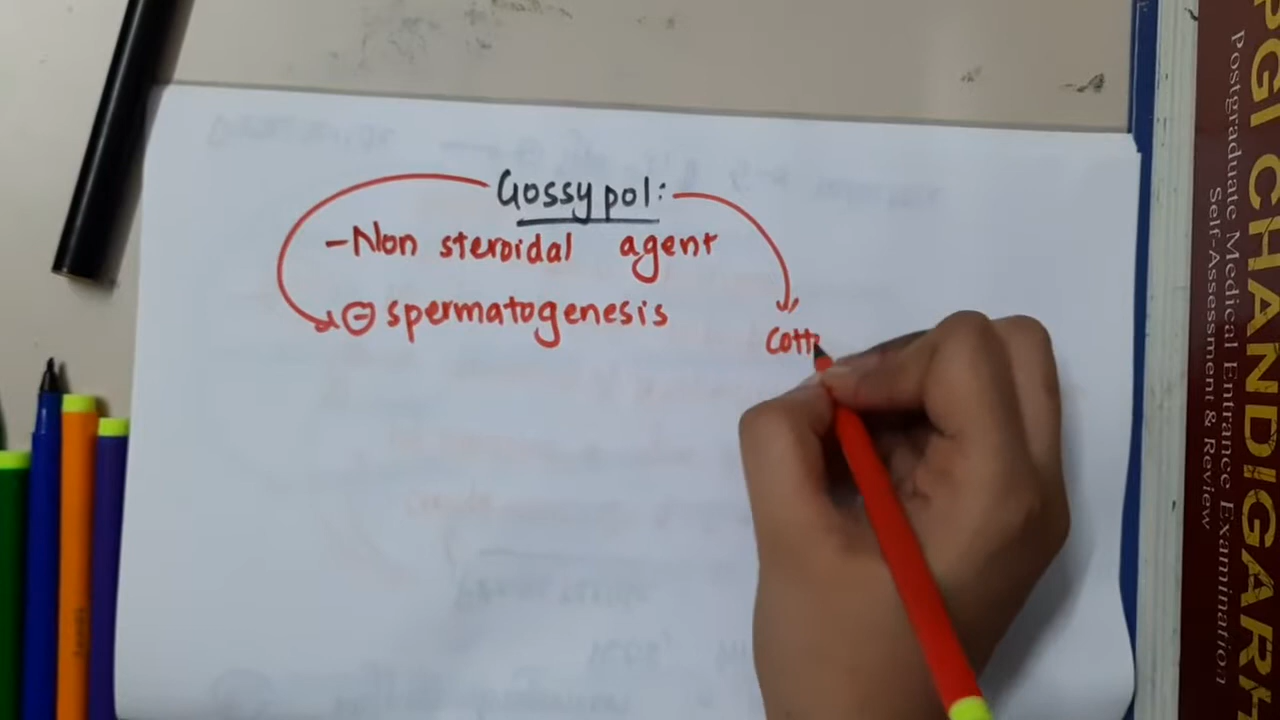 Gossypol:
-Non steroidal agent
⊖ spermatogenesis
Cott
PGI CHANDIGARH
Postgraduate Medical Entrance Examination
Self-Assessment & Review